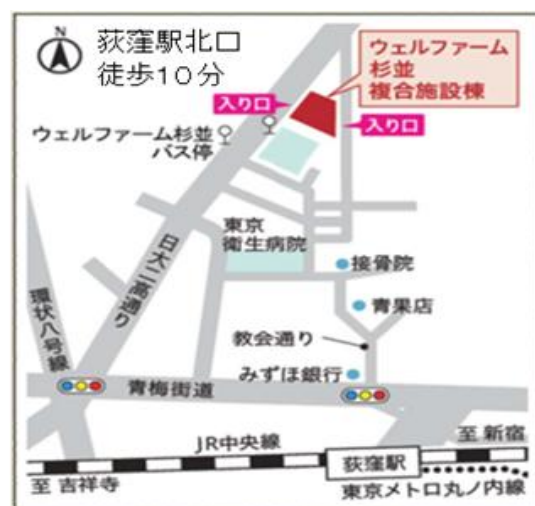 N
荻窪駅北口
徒歩10分
ウェルファーム
杉並
複合施設棟
入り口
入り口
ウェルファーム杉並
バス停
東京
衛生病院
日大二高通り
環状八号線
接骨院
青果店
教会通り
みずほ銀行
青梅街道
JR中央線
至 新宿
荻窪駅
至 吉祥寺
東京メトロ丸ノ内線